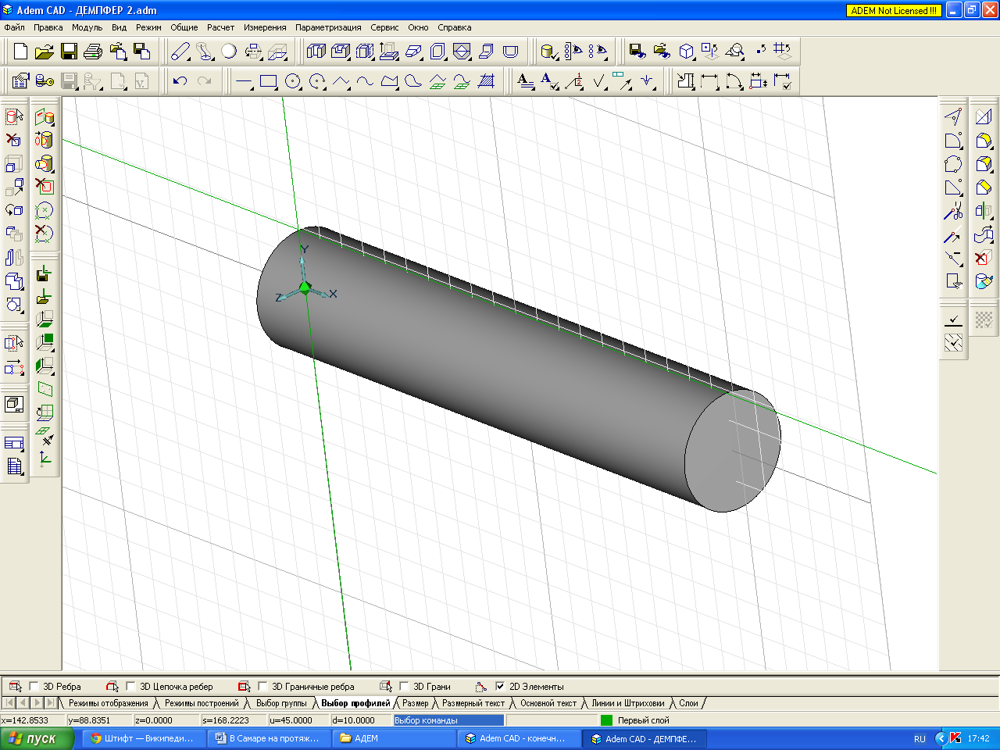 Adem CAD - ДЕМПФЕР 2.adm
ADEM Not Licensed !!!
Файл Правка Модуль Вид Режим Общие Расчет Измерения Параметризация Сервис Окно Справка
Y
Z
X
3D Ребра 3D Цепочка ребер 3D Граничные ребра 3D Грани 2D Элементы
Режимы отображения Режимы построений Выбор группы Выбор профилей Размер Размерный текст Основной текст Линии и Штриховки Слои
x=142.8533 y=88.8351 z=0.0000 s=168.2223 u=45.0000 d=10.0000 Выбор команды Первый слой
пуск Штифт — Википеди... В Самаре на протяж... АДЕМ Adem CAD - конечн... Adem CAD - ДЕМПФЕ... RU 17:42